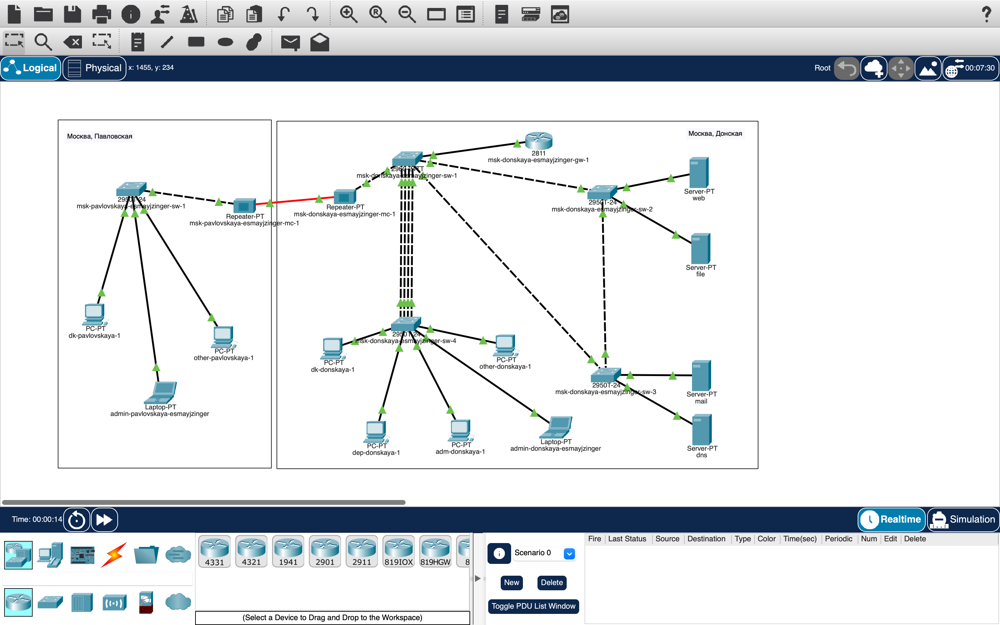 Logical
Physical
x: 1455, y: 234
Root
00:07:30
Москва, Павловская
Москва, Донская
2811
msk-donskaya-esmayjzinger-gw-1
2960-24TT
msk-donskaya-esmayjzinger-sw-1
2950T-24
msk-pavlovskaya-esmayjzinger-sw-1
Repeater-PT
msk-pavlovskaya-esmayjzinger-mc-1
Repeater-PT
msk-donskaya-esmayjzinger-mc-1
2950T-24
msk-donskaya-esmayjzinger-sw-2
Server-PT
web
Server-PT
file
PC-PT
dk-pavlovskaya-1
PC-PT
other-pavlovskaya-1
Laptop-PT
admin-pavlovskaya-esmayjzinger
2950T-24
msk-donskaya-esmayjzinger-sw-4
PC-PT
dk-donskaya-1
PC-PT
other-donskaya-1
2950T-24
msk-donskaya-esmayjzinger-sw-3
Server-PT
mail
PC-PT
dep-donskaya-1
PC-PT
adm-donskaya-1
Laptop-PT
admin-donskaya-esmayjzinger
Server-PT
dns
Time: 00:00:14
Realtime
Simulation
4331
4321
1941
2901
2911
819IOX
819HGW
8
(Select a Device to Drag and Drop to the Workspace)
Scenario 0
New
Delete
Toggle PDU List Window
Fire Last Status Source Destination Type Color Time(sec) Periodic Num Edit Delete